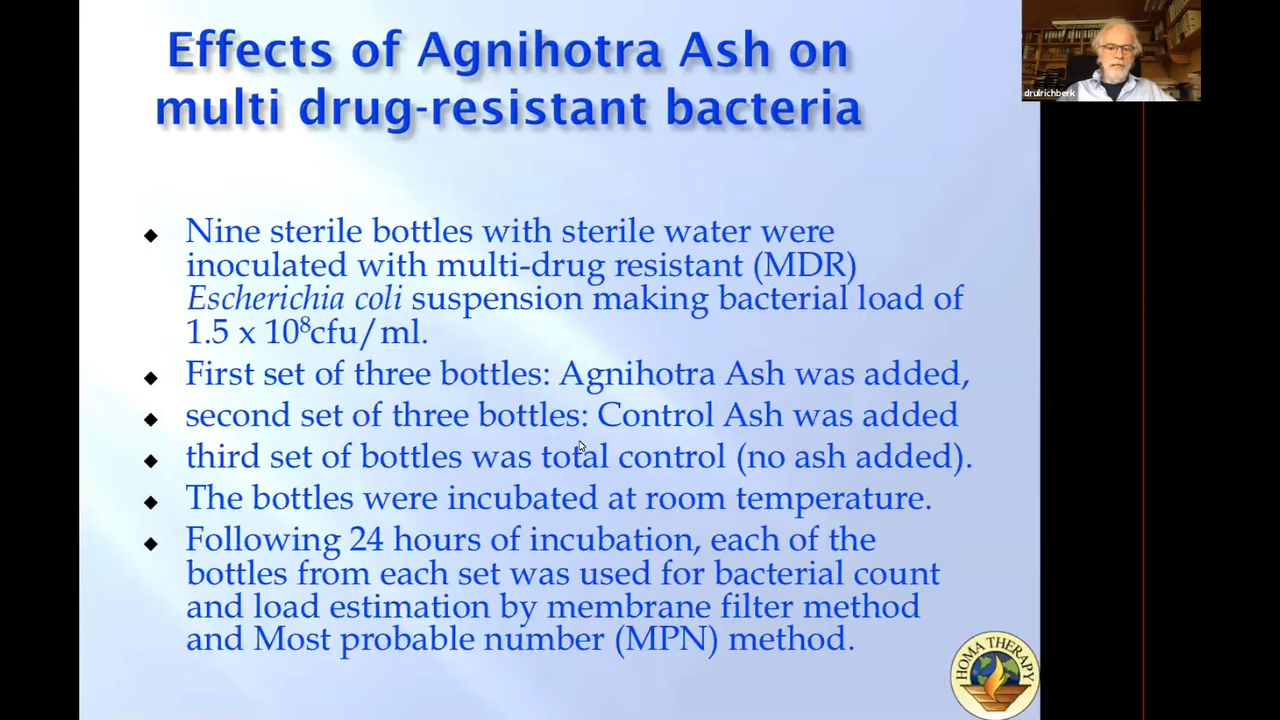 Effects of Agnihotra Ash on
multi drug-resistant bacteria
drulrichberk
Nine sterile bottles with sterile water were
inoculated with multi-drug resistant (MDR)
Escherichia coli suspension making bacterial load of
1.5 x 10⁸cfu/ml.
First set of three bottles: Agnihotra Ash was added,
second set of three bottles: Control Ash was added
third set of bottles was total control (no ash added).
The bottles were incubated at room temperature.
Following 24 hours of incubation, each of the
bottles from each set was used for bacterial count
and load estimation by membrane filter method
and Most probable number (MPN) method.
HOMA THERAPY